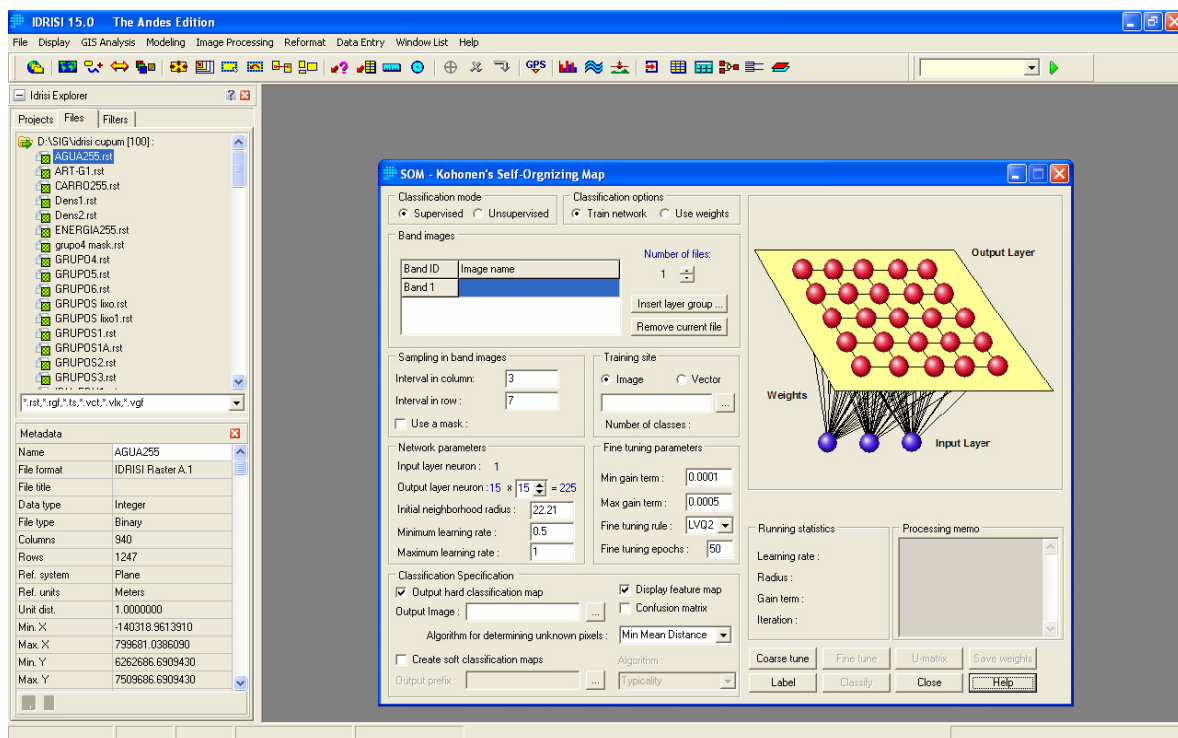 IDRISI 15.0 The Andes Edition
File Display GIS Analysis Modeling Image Processing Reformat Data Entry Window List Help
GPS
Idrisi Explorer
Projects Files Filters
D:\SIG\idrisi cupum [100] :
AGUA255.rst
ART-G1.rst
CARRO255.rst
Dens1.rst
Dens2.rst
ENERGIA255.rst
grupo4 mask.rst
GRUPO4.rst
GRUPO5.rst
GRUPO6.rst
GRUPOS lixo.rst
GRUPOS lixo1.rst
GRUPOS1.rst
GRUPOS1A.rst
GRUPOS2.rst
GRUPOS3.rst
*.rst,*.rgf,*.ts,*.vct,*.vlx,*.vgf
Metadata
Name AGUA255
File format IDRISI Raster A.1
File title
Data type Integer
File type Binary
Columns 940
Rows 1247
Ref. system Plane
Ref. units Meters
Unit dist. 1.0000000
Min. X -140318.9613910
Max. X 799681.0386090
Min. Y 6262686.6909430
Max. Y 7509686.6909430
SOM - Kohonen's Self-Orgnizing Map
Classification mode
Supervised Unsupervised
Classification options
Train network Use weights
Band images
Number of files:
1
Band ID Image name
Band 1
Insert layer group ...
Remove current file
Sampling in band images
Interval in column: 3
Interval in row : 7
Use a mask :
Training site
Image Vector
...
Number of classes :
Network parameters
Input layer neuron : 1
Output layer neuron : 15 x 15 = 225
Initial neighborhood radius : 22.21
Minimum learning rate : 0.5
Maximum learning rate : 1
Fine tuning parameters
Min gain term : 0.0001
Max gain term : 0.0005
Fine tuning rule : LVQ2
Fine tuning epochs : 50
Classification Specification
Output hard classification map
Display feature map
Output Image : ...
Confusion matrix
Algorithm for determining unknown pixels : Min Mean Distance
Create soft classification maps
Algorithm :
Output prefix : ...
Typicality
Output Layer
Weights
Input Layer
Running statistics
Learning rate :
Radius :
Gain term :
Iteration :
Processing memo
Coarse tune Fine tune U-matrix Save weights
Label Classify Close Help